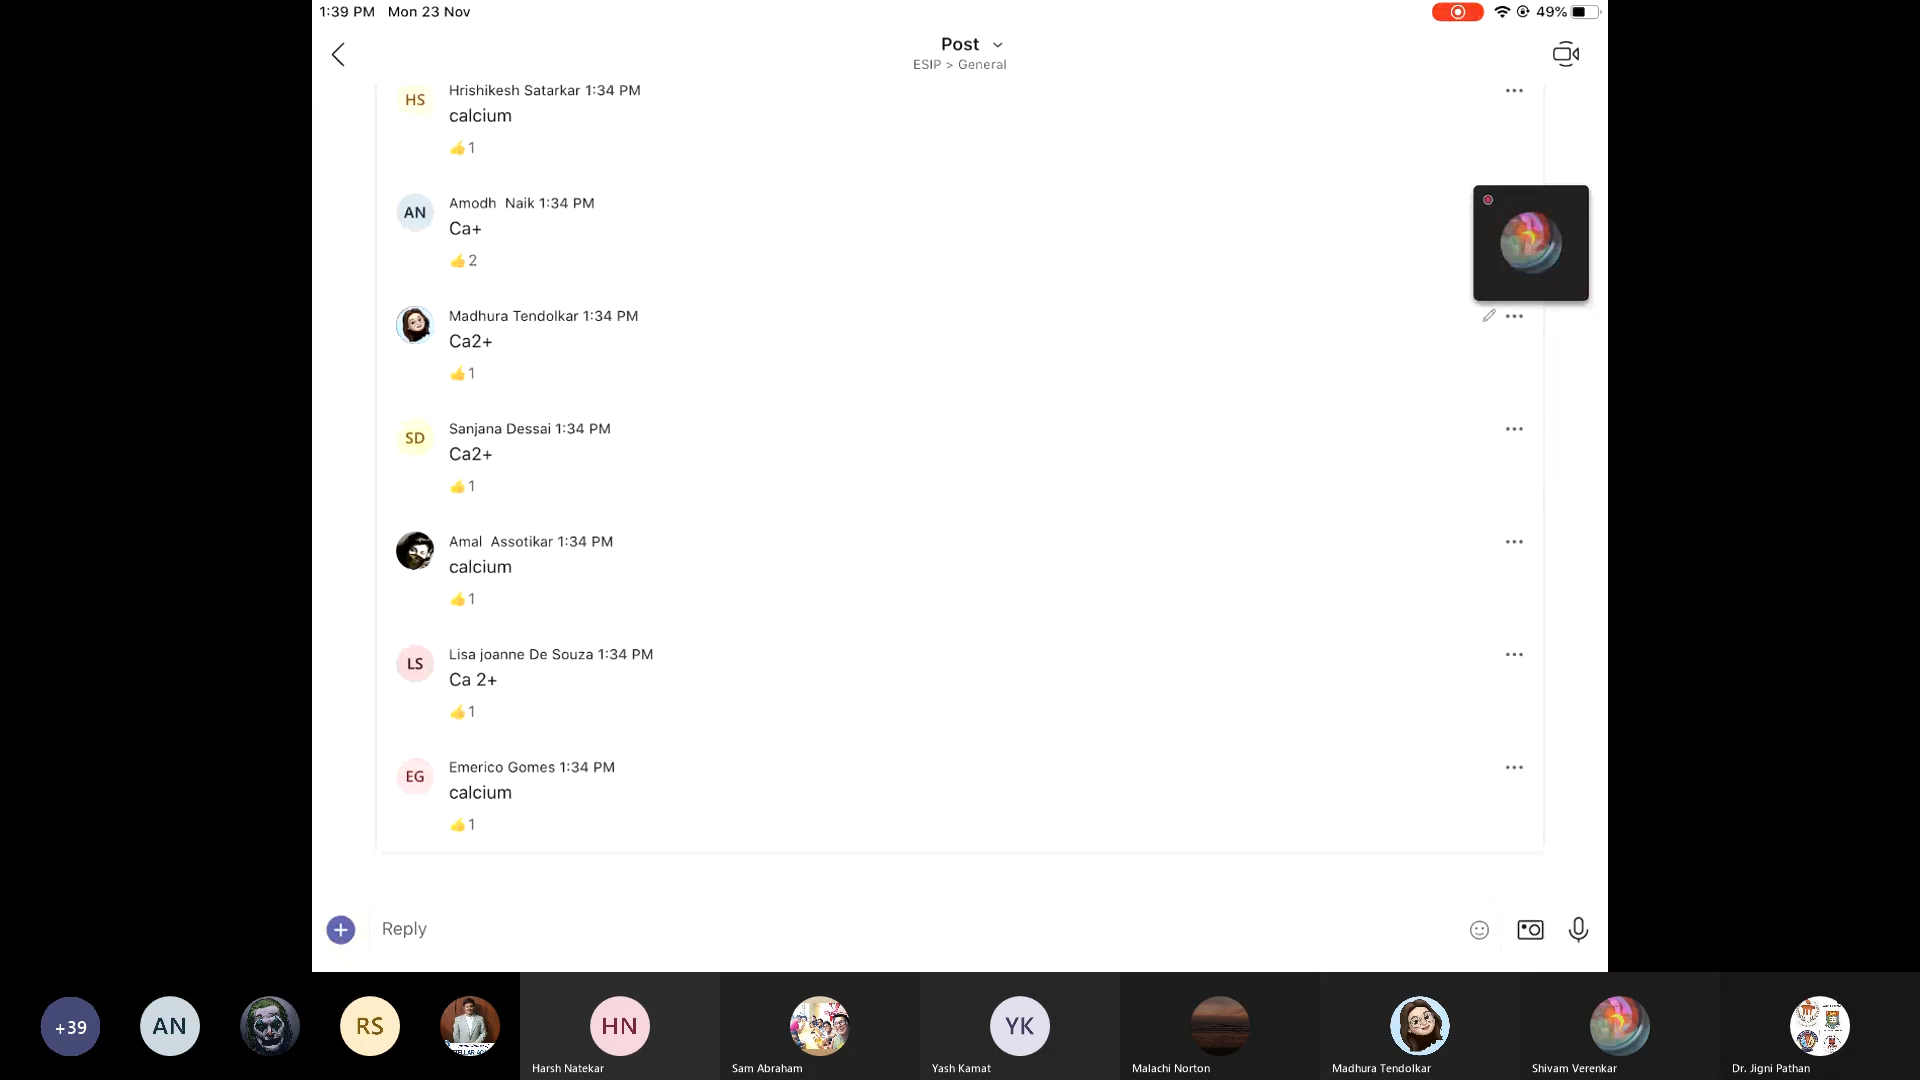 1:39 PM Mon 23 Nov
49%
Post
ESIP > General
HS
Hrishikesh Satarkar 1:34 PM
calcium
👍 1
AN
Amodh Naik 1:34 PM
Ca+
👍 2
Madhura Tendolkar 1:34 PM
Ca2+
👍 1
SD
Sanjana Dessai 1:34 PM
Ca2+
👍 1
Amal Assotikar 1:34 PM
calcium
👍 1
LS
Lisa joanne De Souza 1:34 PM
Ca 2+
👍 1
EG
Emerico Gomes 1:34 PM
calcium
👍 1
Reply
+39
AN
RS
HN
YK
Harsh Natekar
Sam Abraham
Yash Kamat
Malachi Norton
Madhura Tendolkar
Shivam Verenkar
Dr. Jigni Pathan